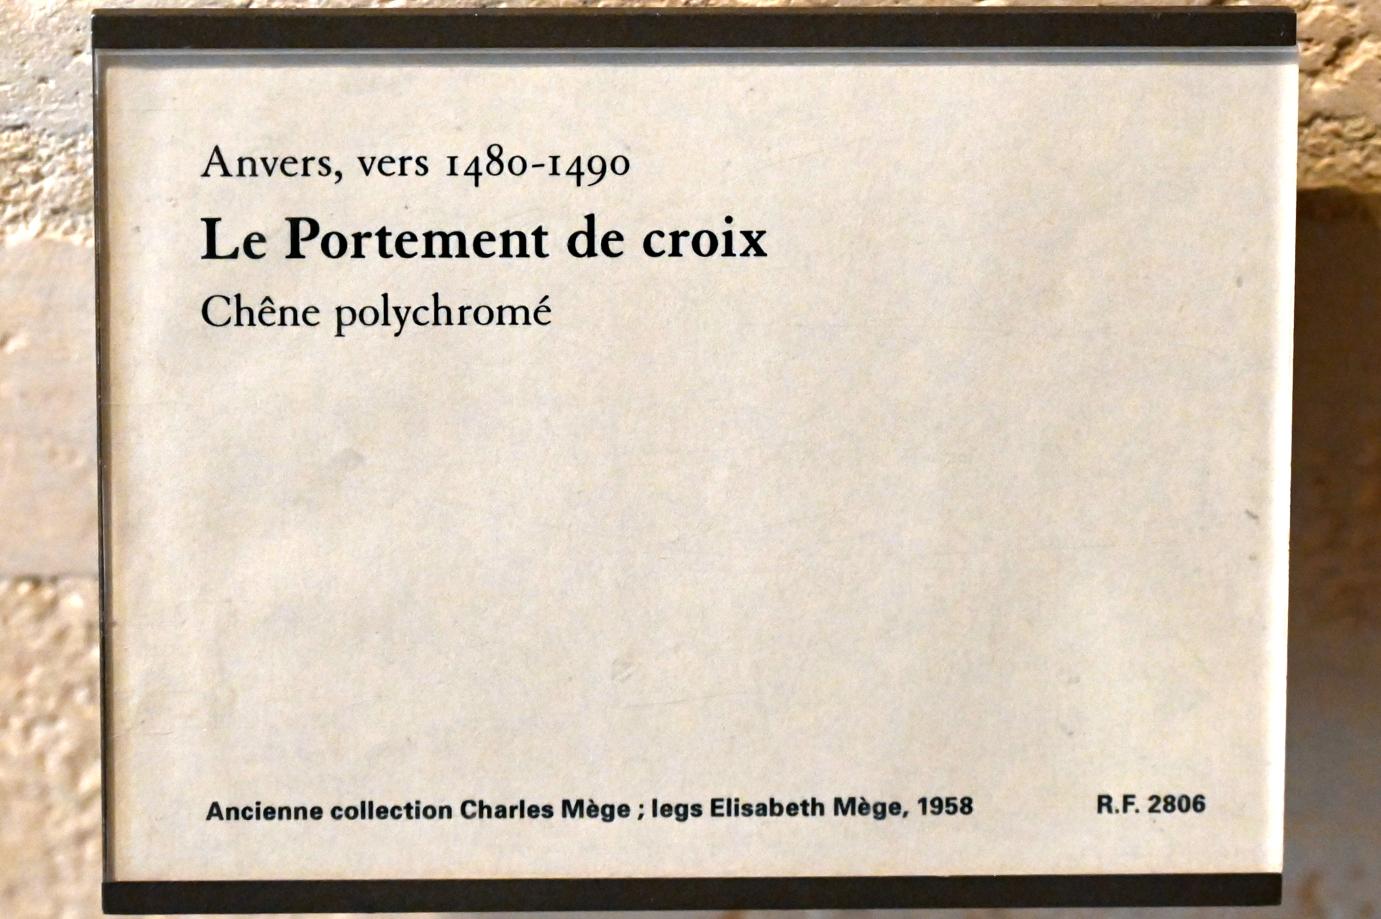 Anvers, vers 1480-1490
Le Portement de croix
Chêne polychromé
Ancienne collection Charles Mège ; legs Elisabeth Mège, 1958 R.F. 2806